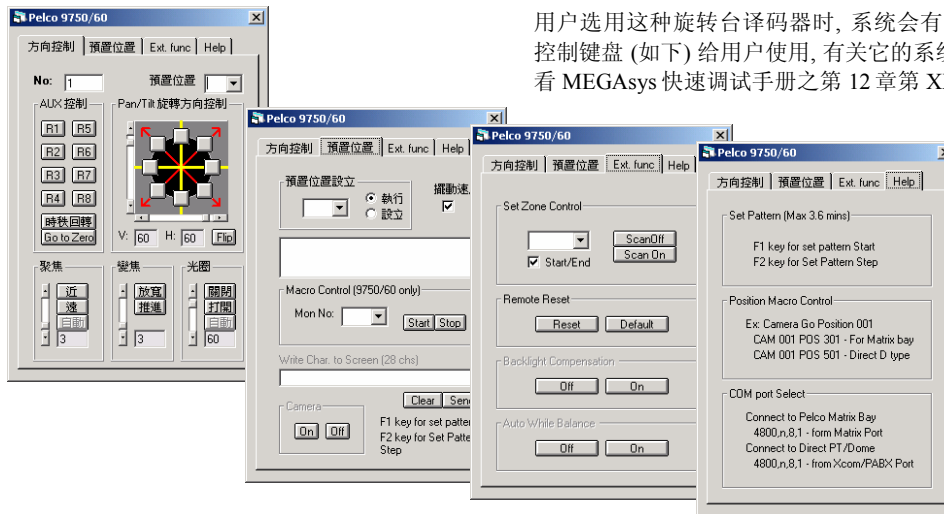 用户选用这种旋转台译码器时, 系统会有
控制键盘 (如下) 给用户使用, 有关它的系
看 MEGAsys 快速调试手册之第 12 章第
Pelco 9750/60
方向控制 預置位置 Ext. func Help
No: 1 預置位置
AUX 控制 Pan/Tilt 旋轉方向控制
R1 R5
R2 R6
R3 R7
R4 R8
時秩回轉
Go to Zero V: 60 H: 60 Flip
聚焦 變焦 光圈
近 放寬 關閉
遠 推進 打開
自動 自動
3 3 60
Pelco 9750/60
方向控制 預置位置 Ext. func Help
預置位置設立 擺動速
執行
設立
Macro Control (9750/60 only)
Mon No: Start Stop
Write Char. to Screen (28 chs)
Clear Sen
Camera
On Off
F1 key for set patte
F2 key for Set Patte
Step
Pelco 9750/60
方向控制 預置位置 Ext. func Help
Set Zone Control
ScanOff
Start/End Scan On
Remote Reset
Reset Default
Backlight Compensation
Off On
Auto While Balance
Off On
Pelco 9750/60
方向控制 預置位置 Ext. func Help
Set Pattern (Max 3.6 mins)
F1 key for set pattern Start
F2 key for Set Pattern Step
Position Macro Control
Ex: Camera Go Position 001
CAM 001 POS 301 - For Matrix bay
CAM 001 POS 501 - Direct D type
COM port Select
Connect to Pelco Matrix Bay
4800,n,8,1 - form Matrix Port
Connect to Direct PT/Dome
4800,n,8,1 - from Xcom/PABX Port